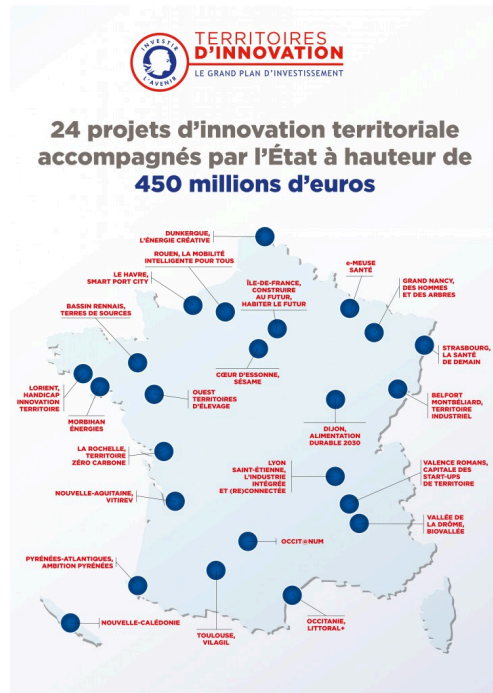 INVESTIR
L'AVENIR
TERRITOIRES
D'INNOVATION
LE GRAND PLAN D'INVESTISSEMENT
24 projets d'innovation territoriale
accompagnés par l'État à hauteur de
450 millions d'euros
DUNKERQUE,
L'ÉNERGIE CRÉATIVE
ROUEN, LA MOBILITÉ
INTELLIGENTE POUR TOUS
LE HAVRE,
SMART PORT CITY
ÎLE-DE-FRANCE,
CONSTRUIRE
AU FUTUR,
HABITER LE FUTUR
e-MEUSE
SANTÉ
GRAND NANCY,
DES HOMMES
ET DES ARBRES
BASSIN RENNAIS,
TERRES DE SOURCES
STRASBOURG,
LA SANTÉ
DE DEMAIN
CŒUR D'ESSONNE,
SÉSAME
LORIENT,
HANDICAP
INNOVATION
TERRITOIRE
MORBIHAN
ÉNERGIES
OUEST
TERRITOIRES
D'ÉLEVAGE
BELFORT
MONTBÉLIARD,
TERRITOIRE
INDUSTRIEL
DIJON,
ALIMENTATION
DURABLE 2030
LA ROCHELLE,
TERRITOIRE
ZÉRO CARBONE
LYON
SAINT-ÉTIENNE,
L'INDUSTRIE
INTÉGRÉE
ET (RE)CONNECTÉE
VALENCE ROMANS,
CAPITALE DES
START-UPS
DE TERRITOIRE
NOUVELLE-AQUITAINE,
VITIREV
VALLÉE DE
LA DRÔME,
BIOVALLÉE
OCCIT@NUM
PYRÉNÉES-ATLANTIQUES,
AMBITION PYRÉNÉES
NOUVELLE-CALÉDONIE
TOULOUSE,
VILAGIL
OCCITANIE,
LITTORAL+